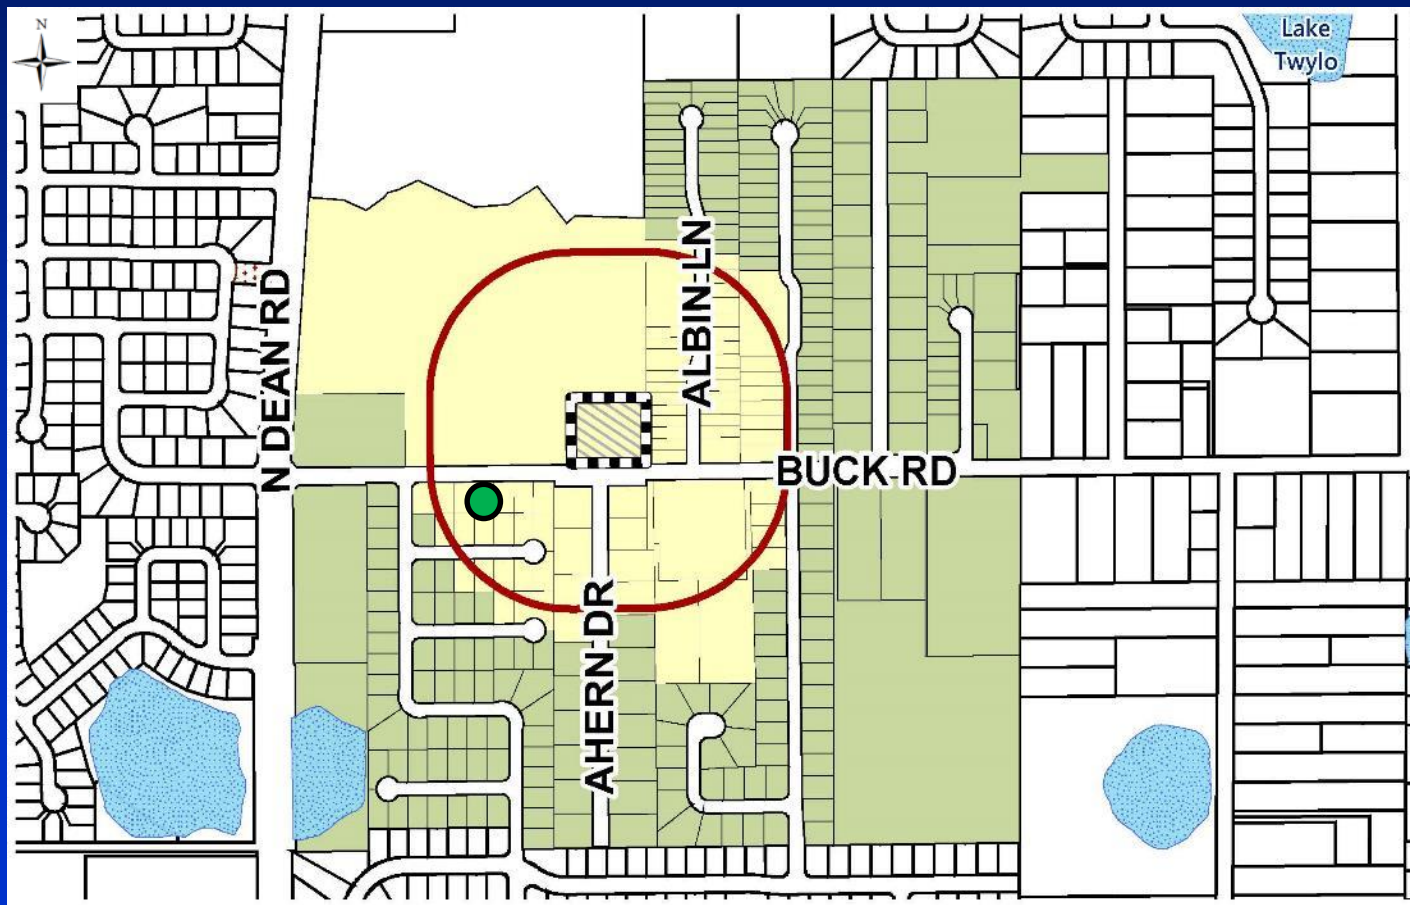 N
Lake
Twylo
N DEAN RD
ALBIN LN
BUCK RD
AHERN DR